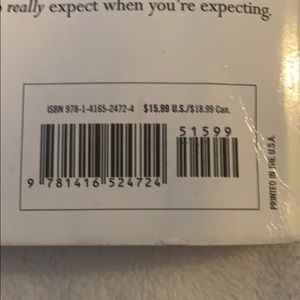 really expect when you're expecting.
ISBN 978-1-4165-2472-4 $15.99 U.S./$18.99 Can.
51599
9 781416 524724
PRINTED IN THE U.S.A.